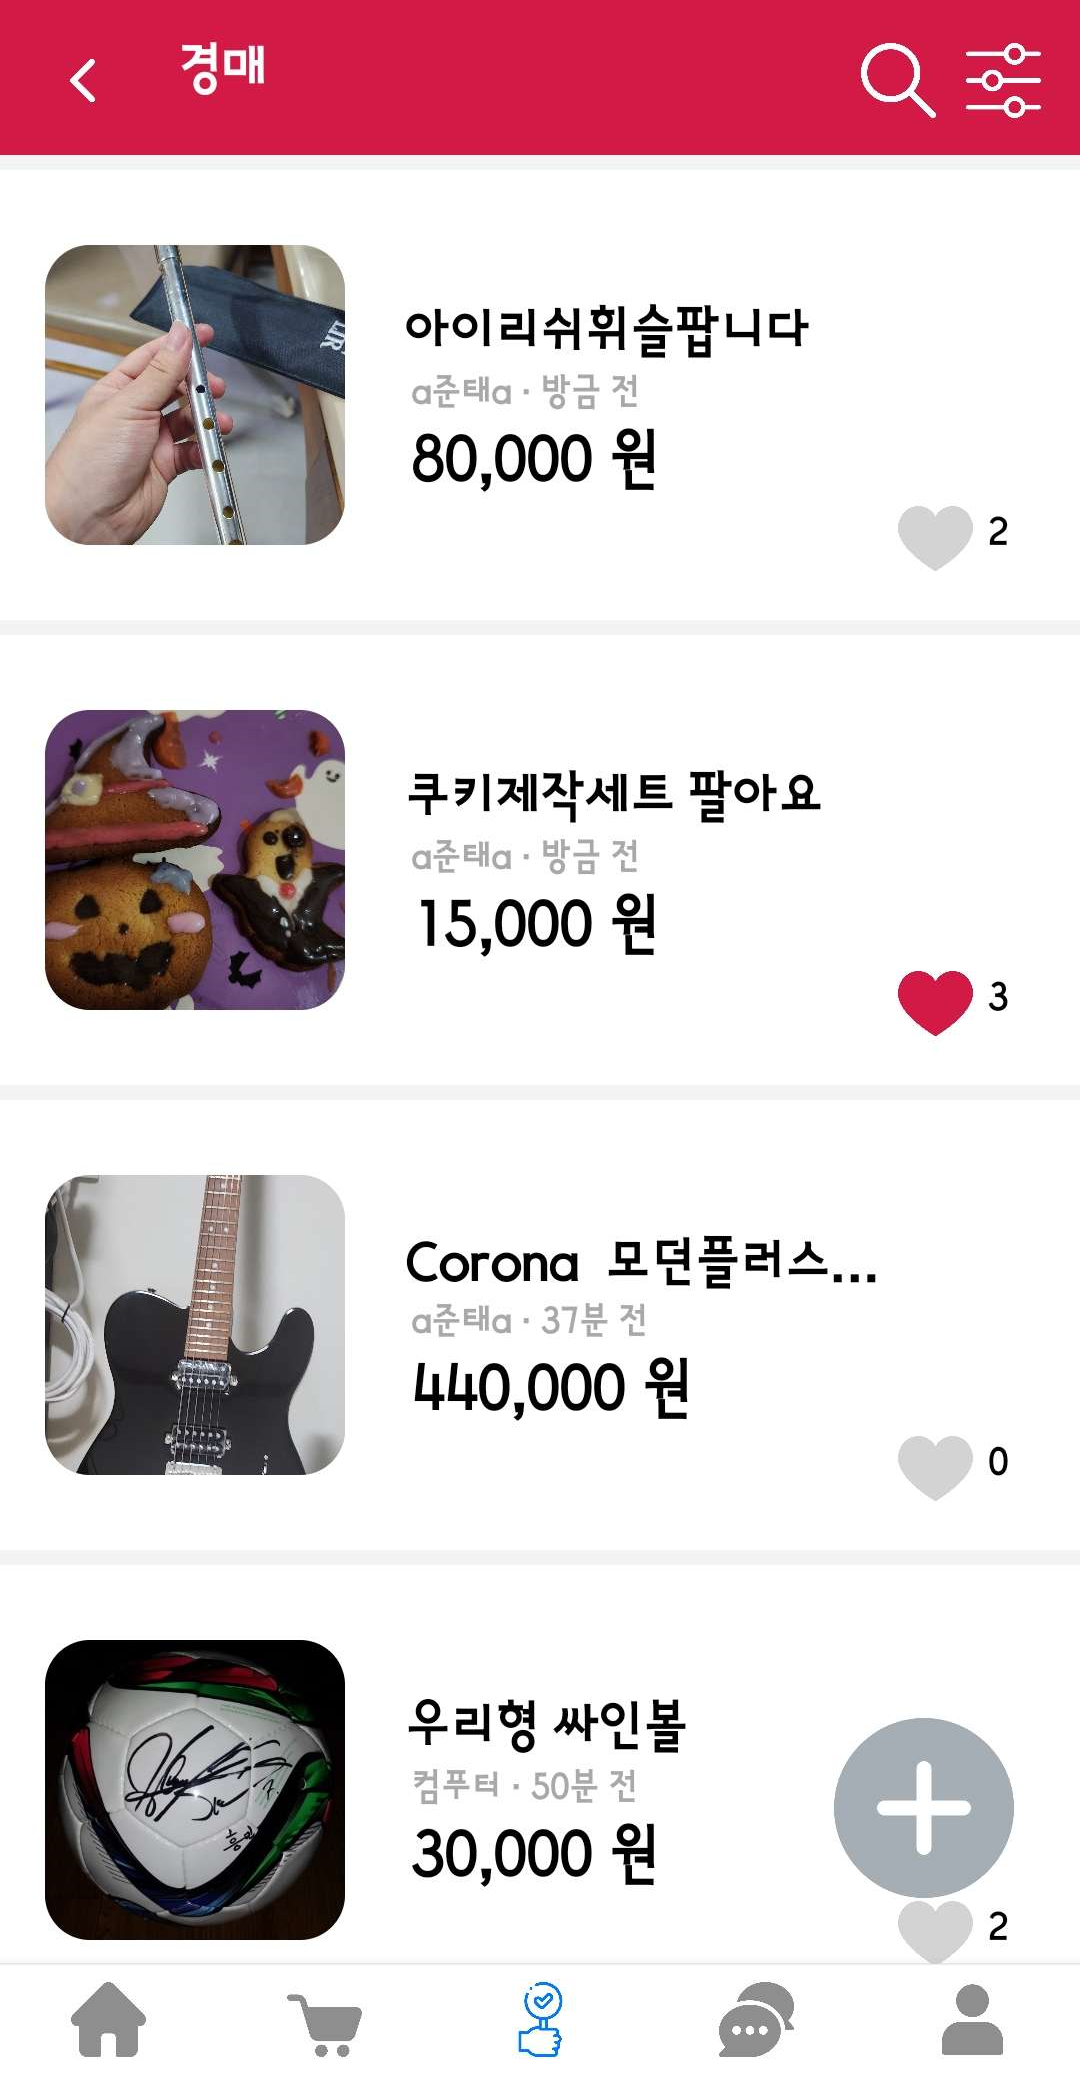 경매
아이리쉬휘슬팝니다
a준태a · 방금 전
80,000 원
2
쿠키제작세트 팔아요
a준태a · 방금 전
15,000 원
3
Corona 모던플러스...
a준태a · 37분 전
440,000 원
0
우리형 싸인볼
컴푸터 · 50분 전
30,000 원
2